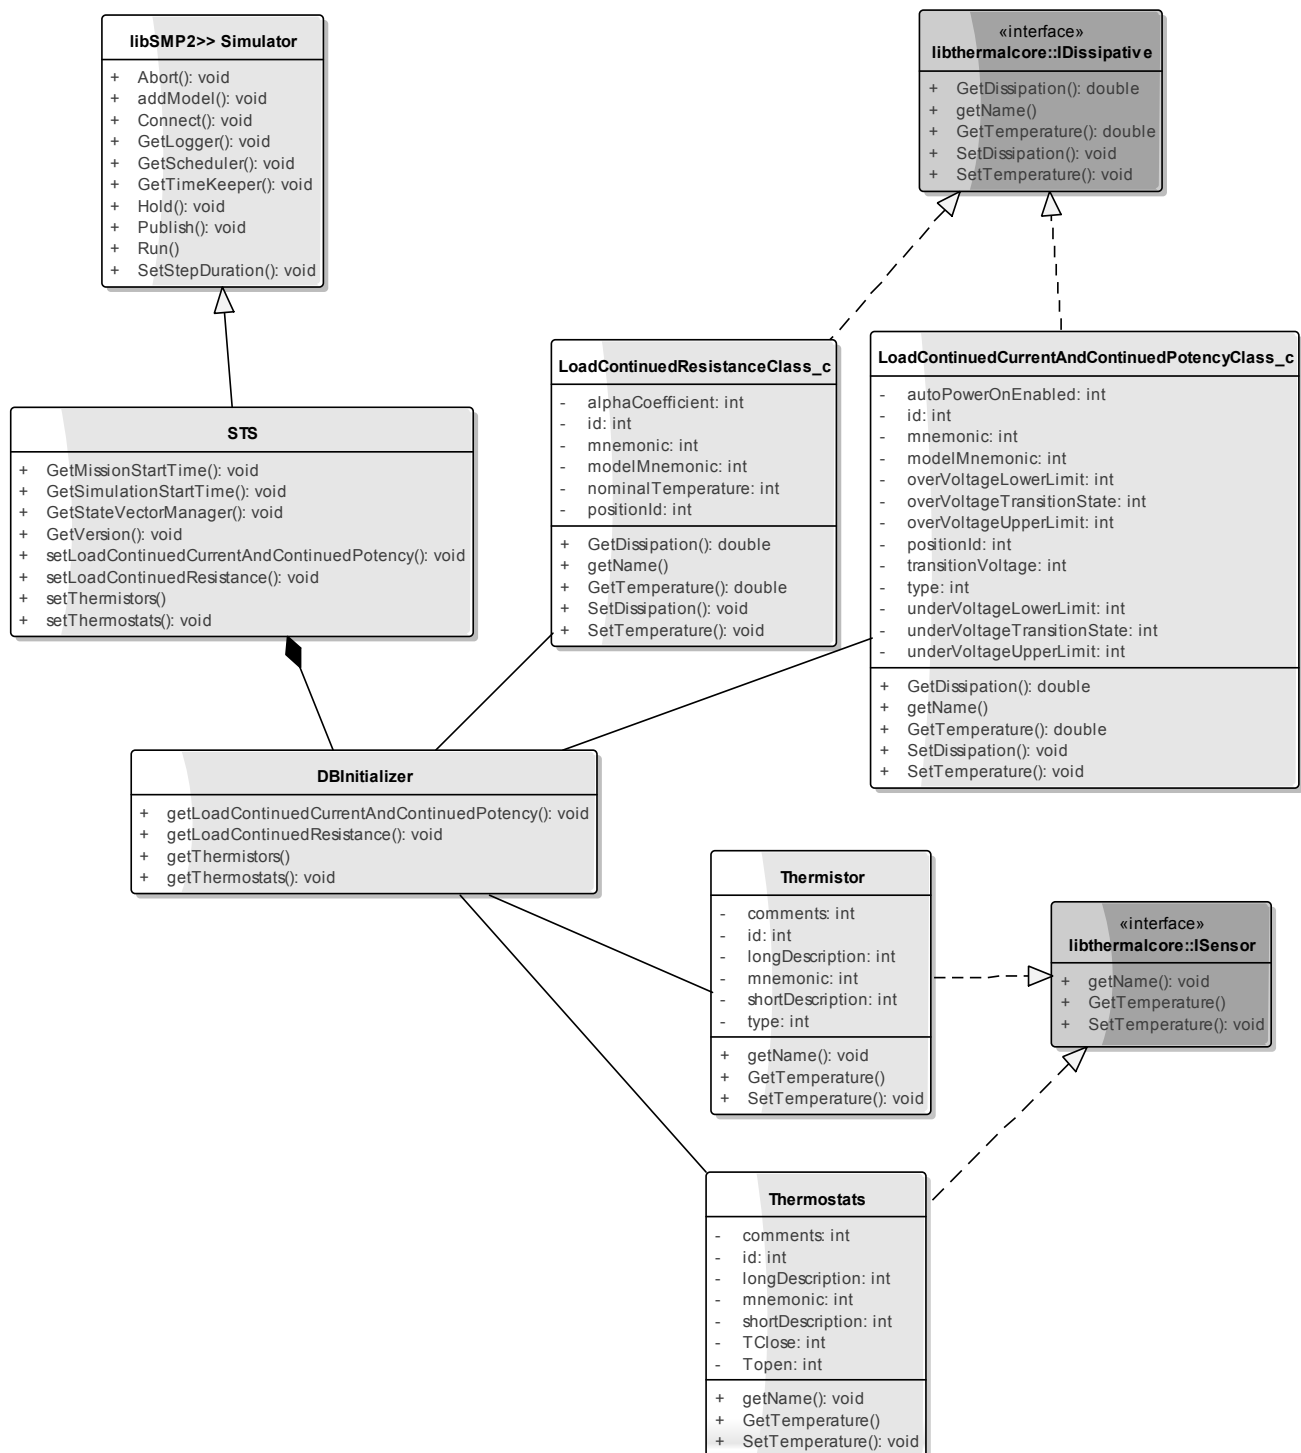 libSMP2>> Simulator
+ Abort(): void
+ addModel(): void
+ Connect(): void
+ GetLogger(): void
+ GetScheduler(): void
+ GetTimeKeeper(): void
+ Hold(): void
+ Publish(): void
+ Run()
+ SetStepDuration(): void
«interface»
libthermalcore::IDissipative
+ GetDissipation(): double
+ getName()
+ GetTemperature(): double
+ SetDissipation(): void
+ SetTemperature(): void
LoadContinuedResistanceClass_c
- alphaCoefficient: int
- id: int
- mnemonic: int
- modelMnemonic: int
- nominalTemperature: int
- positionId: int
+ GetDissipation(): double
+ getName()
+ GetTemperature(): double
+ SetDissipation(): void
+ SetTemperature(): void
LoadContinuedCurrentAndContinuedPotencyClass_c
- autoPowerOnEnabled: int
- id: int
- mnemonic: int
- modelMnemonic: int
- overVoltageLowerLimit: int
- overVoltageTransitionState: int
- overVoltageUpperLimit: int
- positionId: int
- transitionVoltage: int
- type: int
- underVoltageLowerLimit: int
- underVoltageTransitionState: int
- underVoltageUpperLimit: int
+ GetDissipation(): double
+ getName()
+ GetTemperature(): double
+ SetDissipation(): void
+ SetTemperature(): void
STS
+ GetMissionStartTime(): void
+ GetSimulationStartTime(): void
+ GetStateVectorManager(): void
+ GetVersion(): void
+ setLoadContinuedCurrentAndContinuedPotency(): void
+ setLoadContinuedResistance(): void
+ setThermistors()
+ setThermostats(): void
DBInitializer
+ getLoadContinuedCurrentAndContinuedPotency(): void
+ getLoadContinuedResistance(): void
+ getThermistors()
+ getThermostats(): void
Thermistor
- comments: int
- id: int
- longDescription: int
- mnemonic: int
- shortDescription: int
- type: int
+ getName(): void
+ GetTemperature()
+ SetTemperature(): void
«interface»
libthermalcore::ISensor
+ getName(): void
+ GetTemperature()
+ SetTemperature(): void
Thermostats
- comments: int
- id: int
- longDescription: int
- mnemonic: int
- shortDescription: int
- TClose: int
- Topen: int
+ getName(): void
+ GetTemperature()
+ SetTemperature(): void